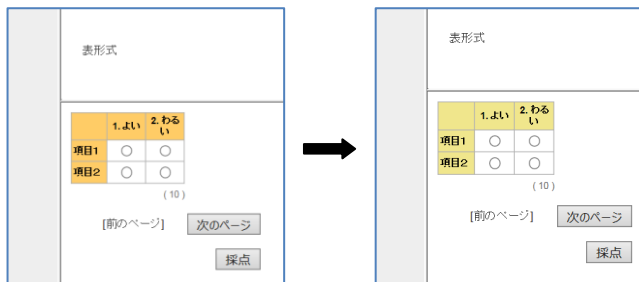 表形式
1.よい 2.わる
い
項目1
項目2
(10)
[前のページ] 次のページ
採点
表形式
1.よい 2.わる
い
項目1
項目2
(10)
[前のページ] 次のページ
採点